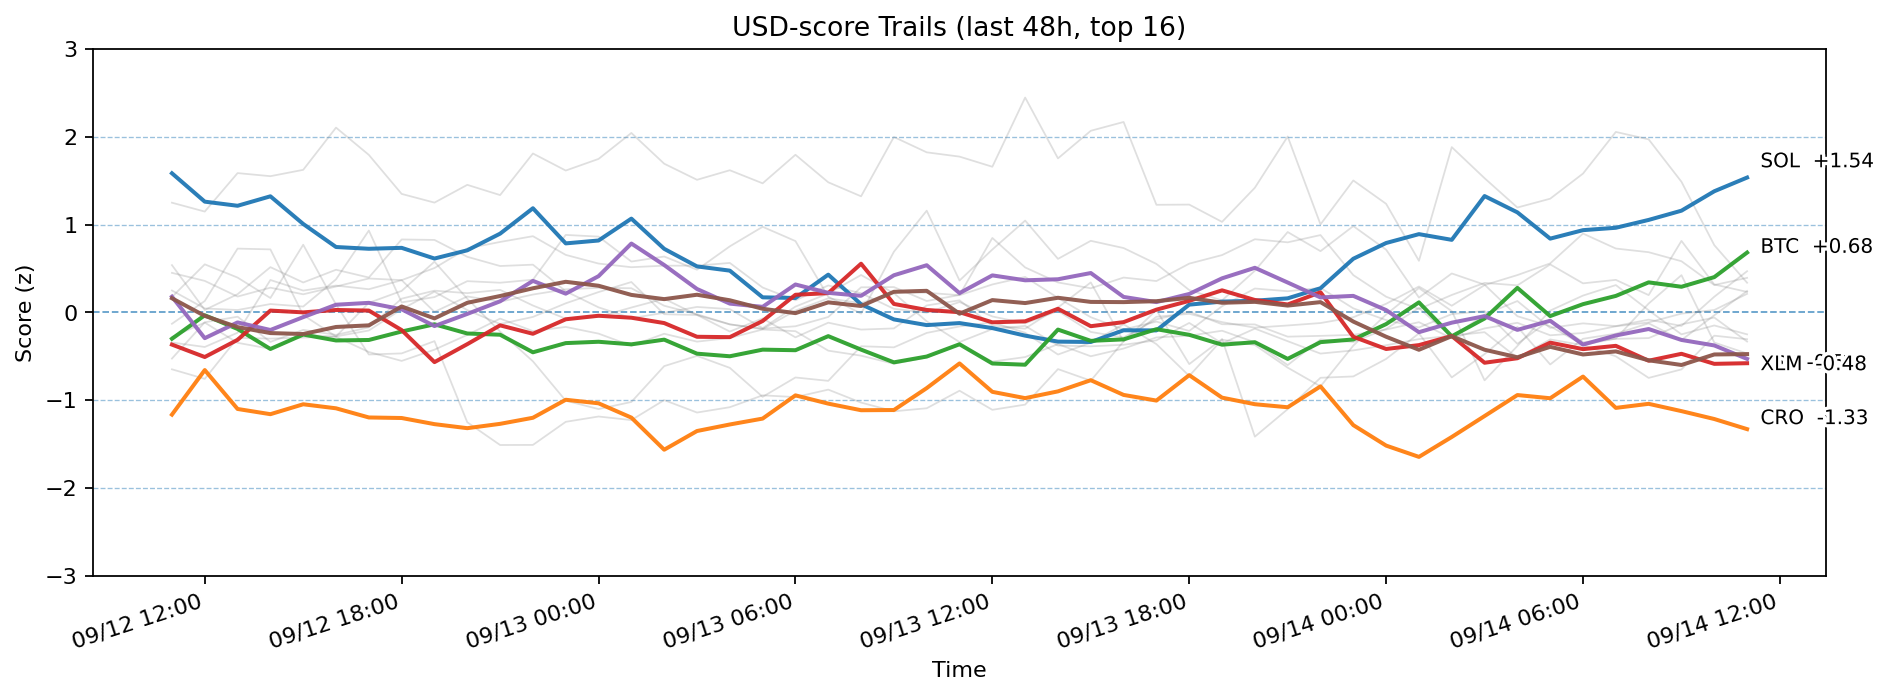 USD-score Trails (last 48h, top 16)
3
2
1
0
−1
−2
−3
Score (z)
SOL +1.54
BTC +0.68
XLM -0.48
CRO -1.33
09/12 12:00
09/12 18:00
09/13 00:00
09/13 06:00
09/13 12:00
09/13 18:00
09/14 00:00
09/14 06:00
09/14 12:00
Time